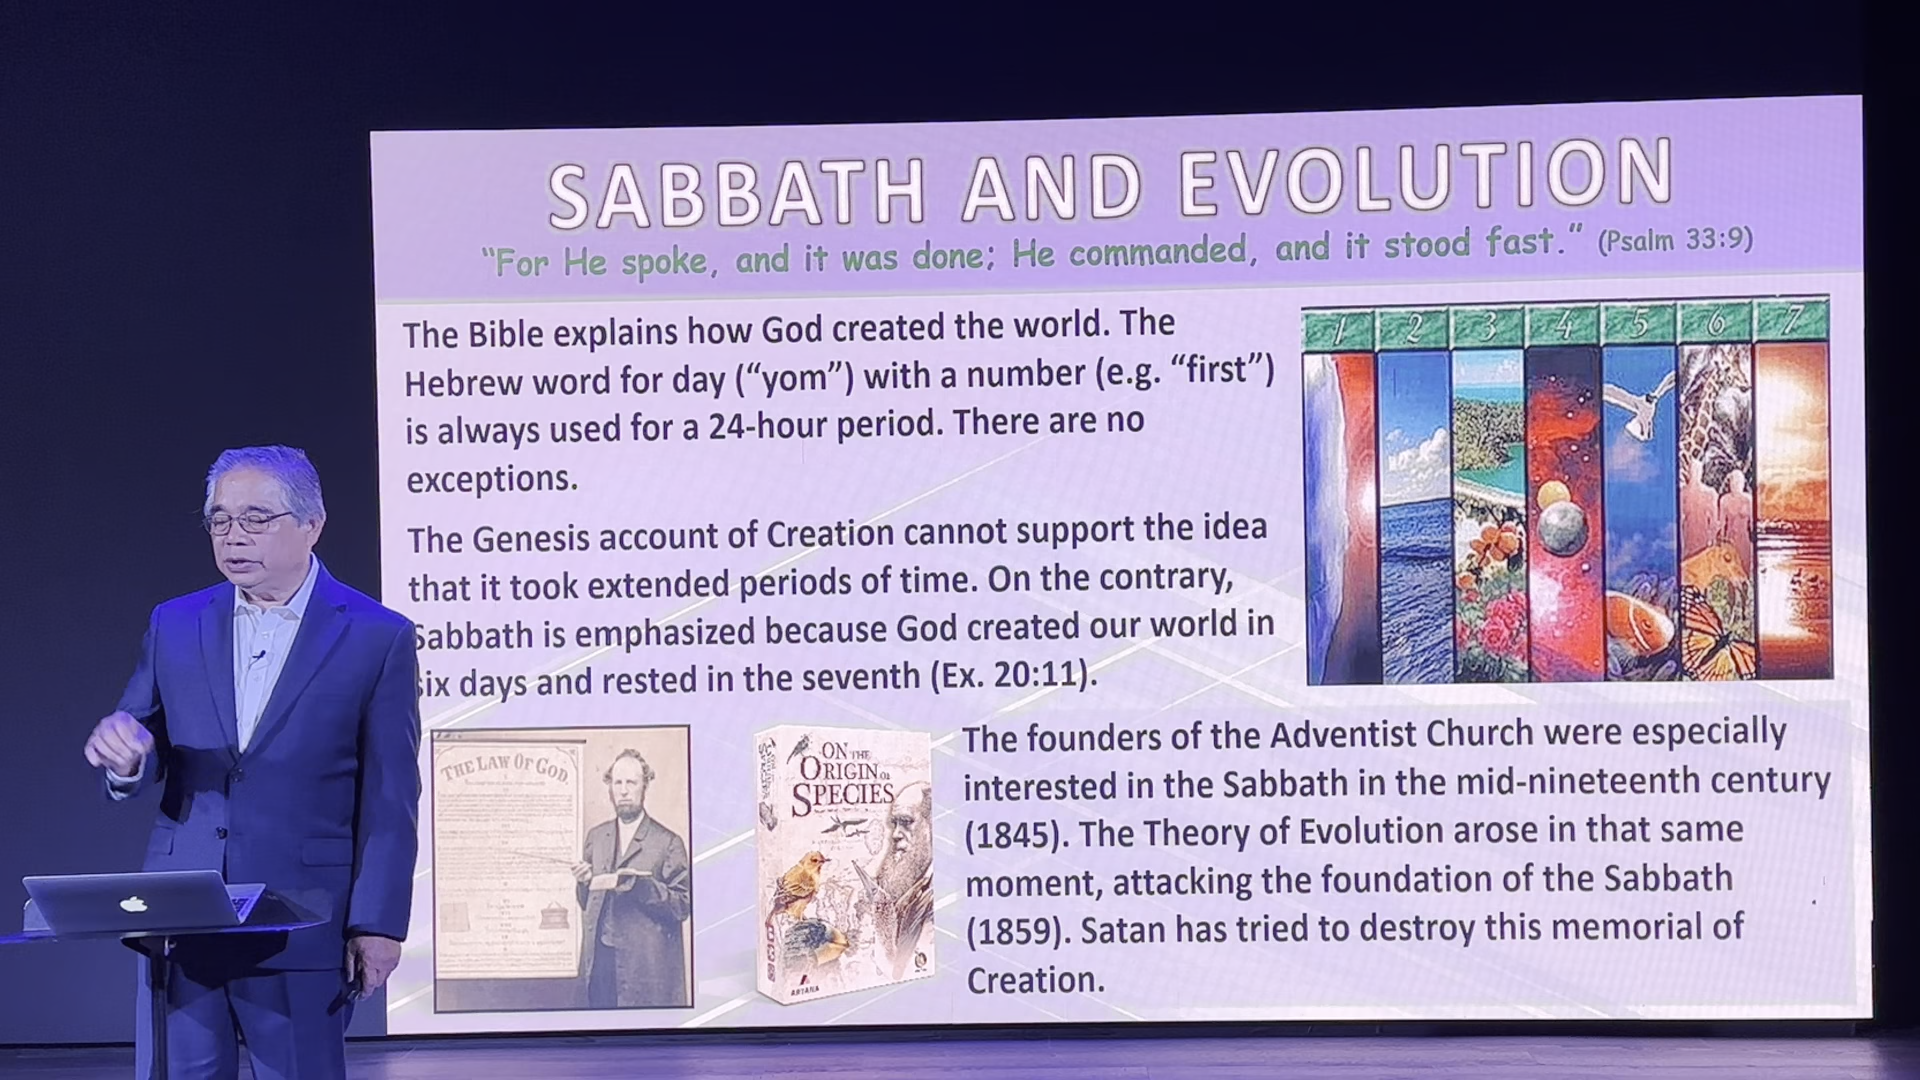 SABBATH AND EVOLUTION
“For He spoke, and it was done; He commanded, and it stood fast.” (Psalm 33:9)
The Bible explains how God created the world. The
Hebrew word for day (“yom”) with a number (e.g. “first”)
is always used for a 24-hour period. There are no
exceptions.
The Genesis account of Creation cannot support the idea
that it took extended periods of time. On the contrary,
Sabbath is emphasized because God created our world in
six days and rested in the seventh (Ex. 20:11).
1 2 3 4 5 6 7
THE LAW OF GOD
ON THE
ORIGIN OF
SPECIES
ARTANA
The founders of the Adventist Church were especially
interested in the Sabbath in the mid-nineteenth century
(1845). The Theory of Evolution arose in that same
moment, attacking the foundation of the Sabbath
(1859). Satan has tried to destroy this memorial of
Creation.